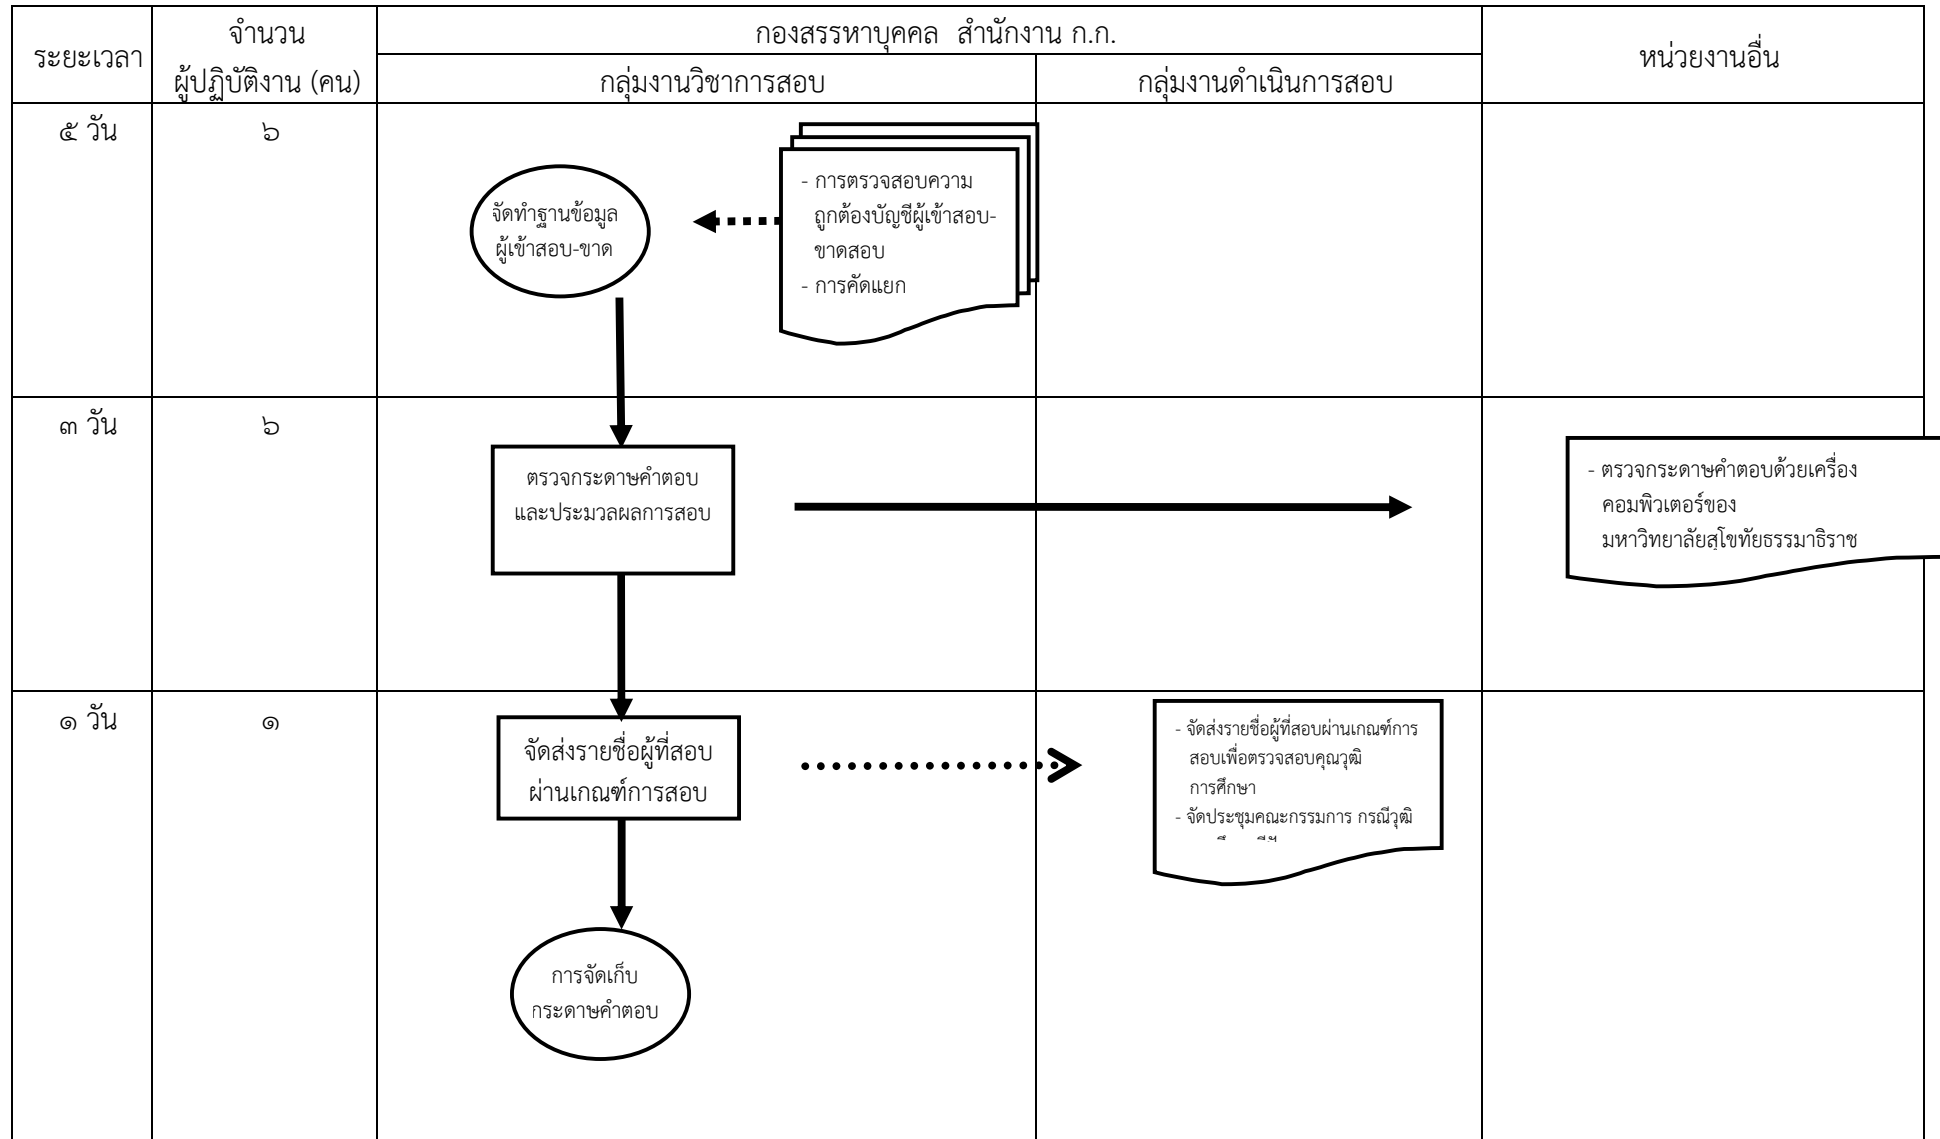 ระยะเวลา
จำนวน
ผู้ปฏิบัติงาน (คน)
กองสรรหาบุคคล สำนักงาน ก.ก.
กลุ่มงานวิชาการสอบ
กลุ่มงานดำเนินการสอบ
หน่วยงานอื่น
๕ วัน
๖
จัดทำฐานข้อมูล
ผู้เข้าสอบ-ขาด
- การตรวจสอบความ
ถูกต้องบัญชีผู้เข้าสอบ-
ขาดสอบ
- การคัดแยก
๓ วัน
๖
ตรวจกระดาษคำตอบ
และประมวลผลการสอบ
- ตรวจกระดาษคำตอบด้วยเครื่อง
คอมพิวเตอร์ของ
มหาวิทยาลัยสุโขทัยธรรมาธิราช
๑ วัน
๑
จัดส่งรายชื่อผู้ที่สอบ
ผ่านเกณฑ์การสอบ
- จัดส่งรายชื่อผู้ที่สอบผ่านเกณฑ์การ
สอบเพื่อตรวจสอบคุณวุฒิ
การศึกษา
- จัดประชุมคณะกรรมการ กรณีวุฒิ
การจัดเก็บ
กระดาษคำตอบ